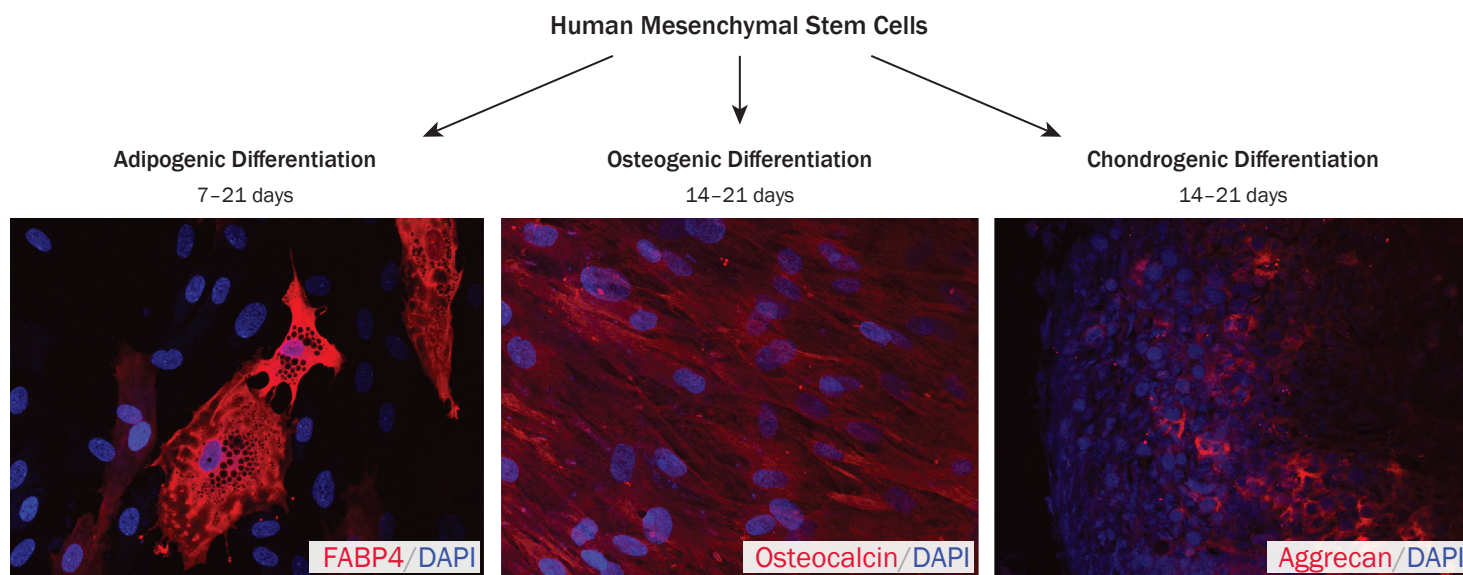 Human Mesenchymal Stem Cells
Adipogenic Differentiation
7–21 days
Osteogenic Differentiation
14–21 days
Chondrogenic Differentiation
14–21 days
FABP4/DAPI
Osteocalcin/DAPI
Aggrecan/DAPI